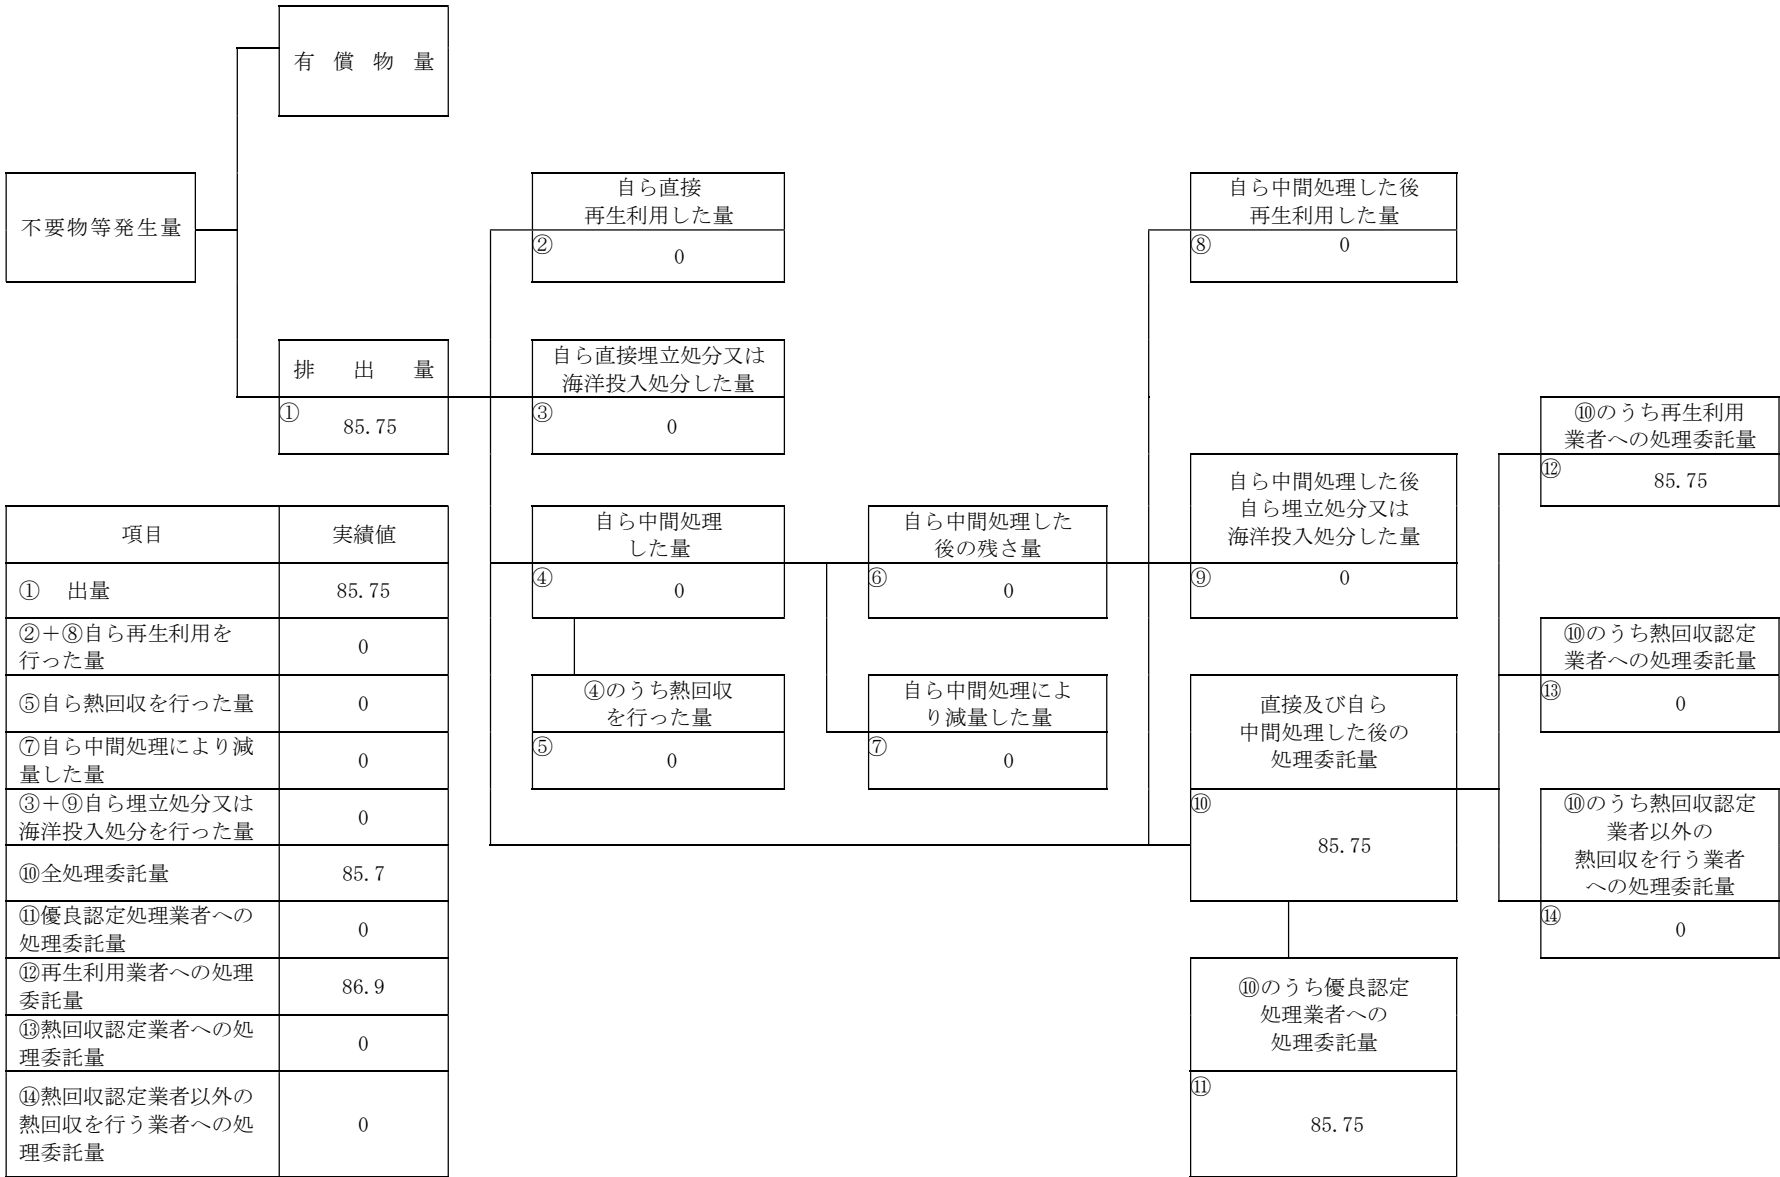 有償物量
不要物等発生量
自ら直接
再生利用した量
②
0
自ら中間処理した後
再生利用した量
⑧
0
排出量
①
85.75
自ら直接埋立処分又は
海洋投入処分した量
③
0
⑩のうち再生利用
業者への処理委託量
⑫
85.75
自ら中間処理した後
自ら埋立処分又は
海洋投入処分した量
⑨
0
自ら中間処理
した量
④
0
自ら中間処理した
後の残さ量
⑥
0
④のうち熱回収
を行った量
⑤
0
自ら中間処理によ
り減量した量
⑦
0
直接及び自ら
中間処理した後の
処理委託量
⑩
85.75
⑩のうち熱回収認定
業者への処理委託量
⑬
0
⑩のうち熱回収認定
業者以外の
熱回収を行う業者
への処理委託量
⑭
0
⑩のうち優良認定
処理業者への
処理委託量
⑪
85.75
項目 実績値
① 出量 85.75
②+⑧自ら再生利用を
行った量
0
⑤自ら熱回収を行った量 0
⑦自ら中間処理により減
量した量
0
③+⑨自ら埋立処分又は
海洋投入処分を行った量
0
⑩全処理委託量 85.7
⑪優良認定処理業者への
処理委託量
0
⑫再生利用業者への処理
委託量
86.9
⑬熱回収認定業者への処
理委託量
0
⑭熱回収認定業者以外の
熱回収を行う業者への処
理委託量
0